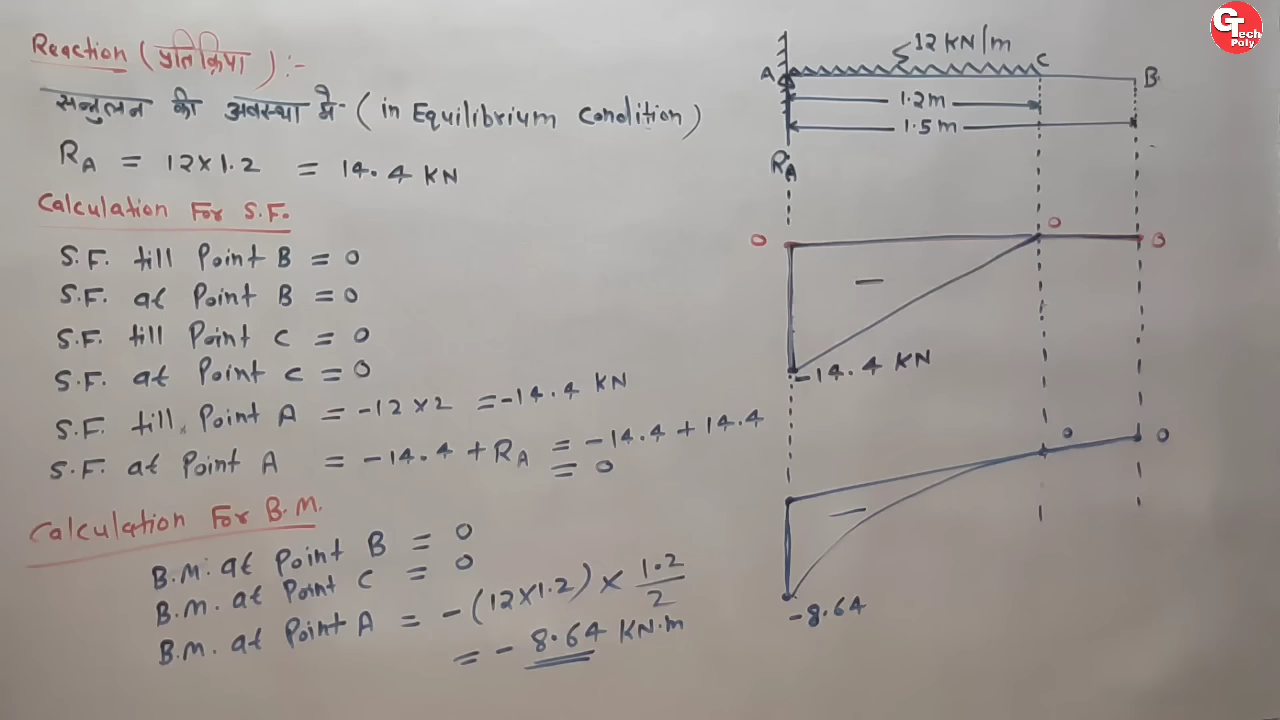 Reaction (प्रतिक्रिया) :-
सन्तुलन की अवस्था में - (in Equilibrium Condition)
RA = 12×1.2 = 14.4 KN
Calculation For S.F.
S.F. till Point B = 0
S.F. at Point B = 0
S.F. till Point C = 0
S.F. at Point C = 0
S.F. till Point A = -12×2 = -14.4 KN
S.F. at Point A = -14.4 + RA = -14.4 + 14.4
= 0
Calculation For B.M.
B.M. at Point B = 0
B.M. at Point C = 0
B.M. at Point A = -(12×1.2) × 1.2/2
= - 8.64 KN.m
12 KN/m
A C B
1.2m
1.5m
RA
0 0 0
-
-14.4 KN
0 0
-
-8.64
GTech
Poly